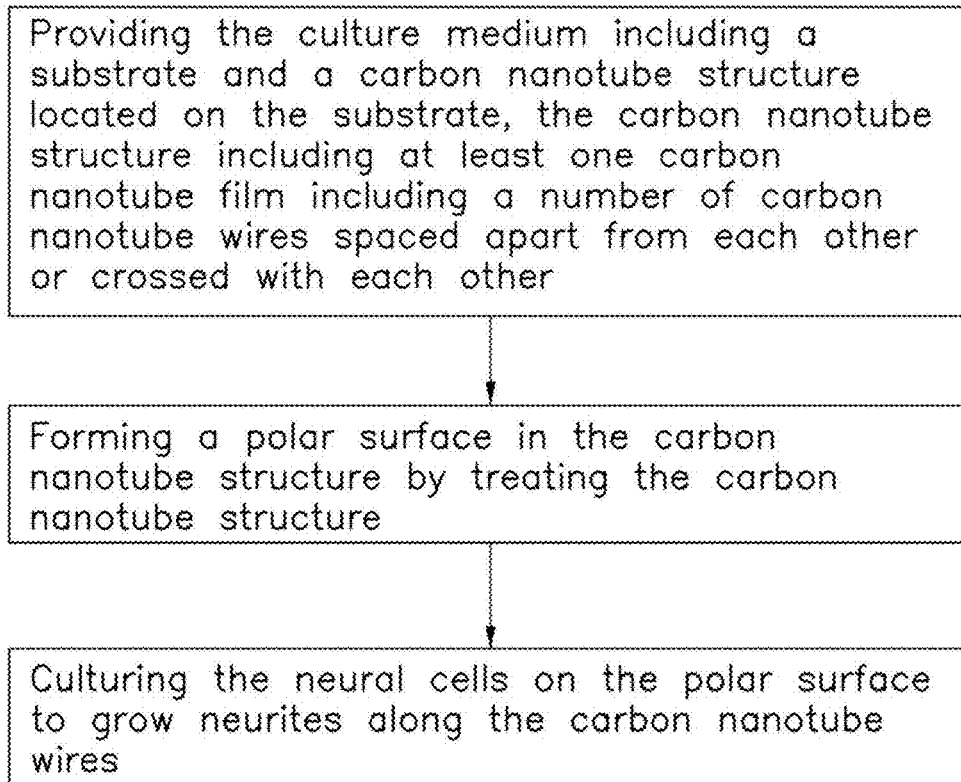 Providing the culture medium including a
substrate and a carbon nanotube structure
located on the substrate, the carbon nanotube
structure including at least one carbon
nanotube film including a number of carbon
nanotube wires spaced apart from each other
or crossed with each other
Forming a polar surface in the carbon
nanotube structure by treating the carbon
nanotube structure
Culturing the neural cells on the polar surface
to grow neurites along the carbon nanotube
wires